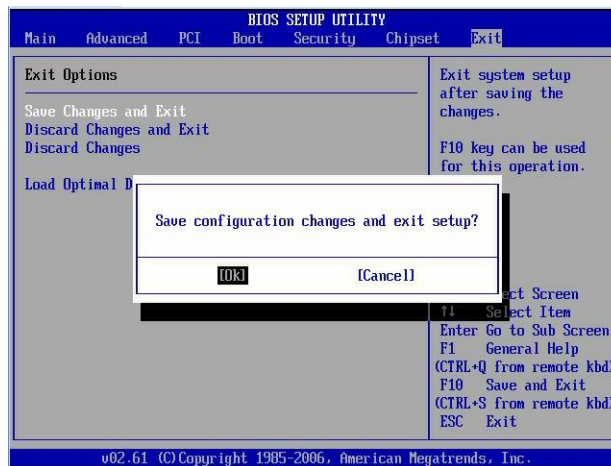 BIOS SETUP UTILITY
Main Advanced PCI Boot Security Chipset Exit
Exit Options
Save Changes and Exit
Discard Changes and Exit
Discard Changes
Load Optimal D
Save configuration changes and exit setup?
[Ok] [Cancel]
Exit system setup
after saving the
changes.
F10 key can be used
for this operation.
ect Screen
↑↓ Select Item
Enter Go to Sub Screen
F1 General Help
(CTRL+Q from remote kbd)
F10 Save and Exit
(CTRL+S from remote kbd)
ESC Exit
v02.61 (C)Copyright 1985-2006, American Megatrends, Inc.